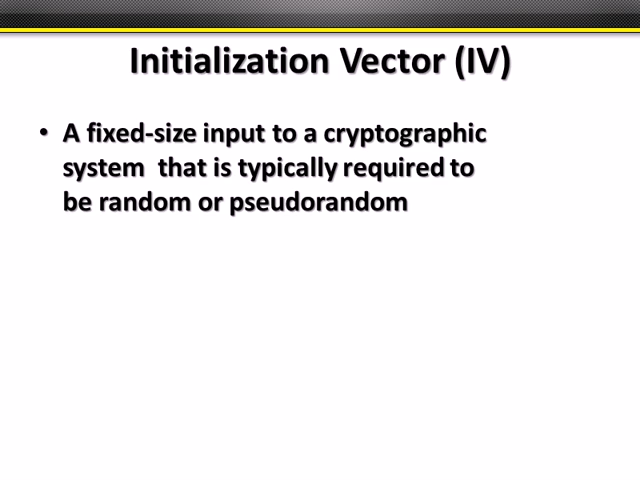 Initialization Vector (IV)
• A fixed-size input to a cryptographic
system  that is typically required to
be random or pseudorandom